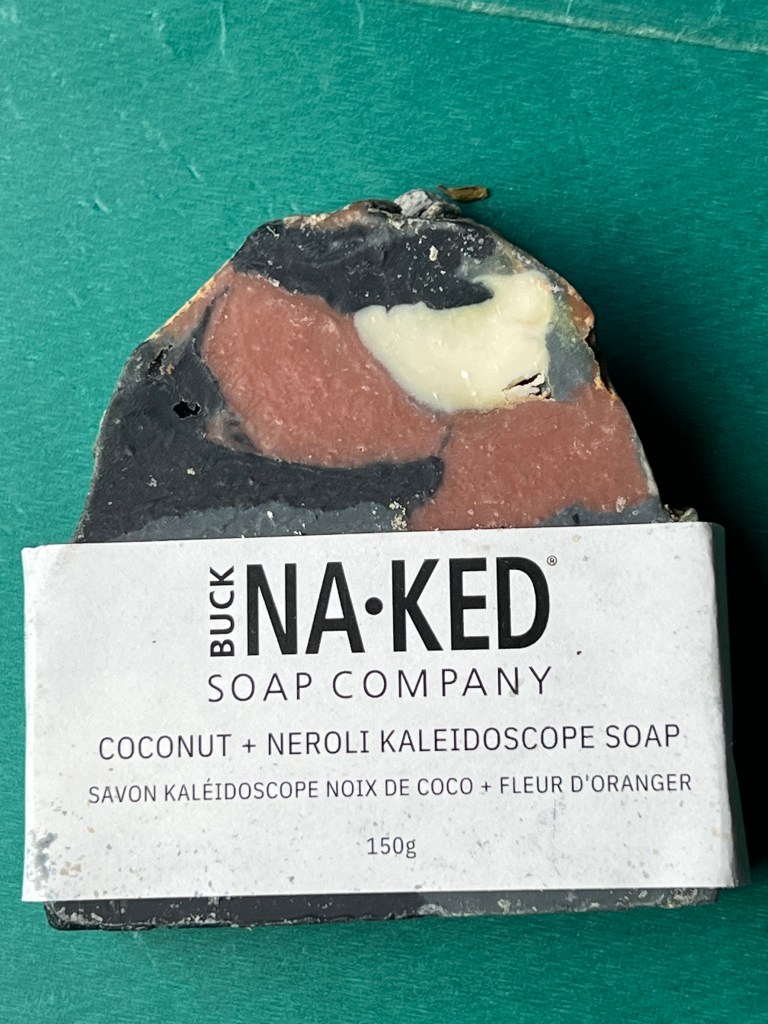 BUCK
NA•KED®
SOAP COMPANY
COCONUT + NEROLI KALEIDOSCOPE SOAP
SAVON KALÉIDOSCOPE NOIX DE COCO + FLEUR D'ORANGER
150g